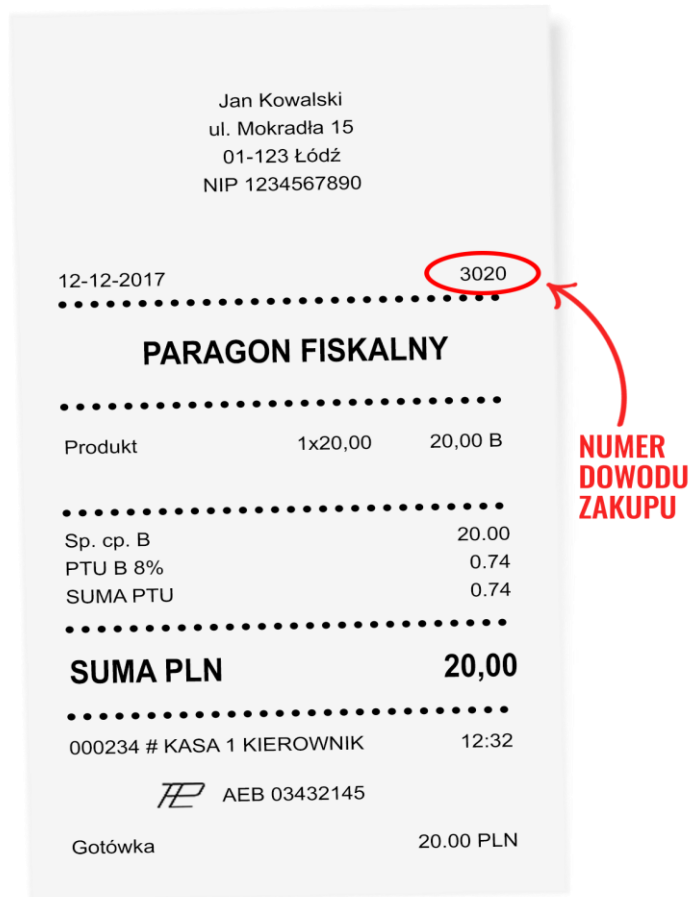 Jan Kowalski
ul. Mokradła 15
01-123 Łódź
NIP 1234567890
12-12-2017 3020
PARAGON FISKALNY
Produkt 1x20,00 20,00 B
Sp. cp. B 20.00
PTU B 8% 0.74
SUMA PTU 0.74
SUMA PLN 20,00
000234 # KASA 1 KIEROWNIK 12:32
AEB 03432145
Gotówka 20.00 PLN
NUMER
DOWODU
ZAKUPU